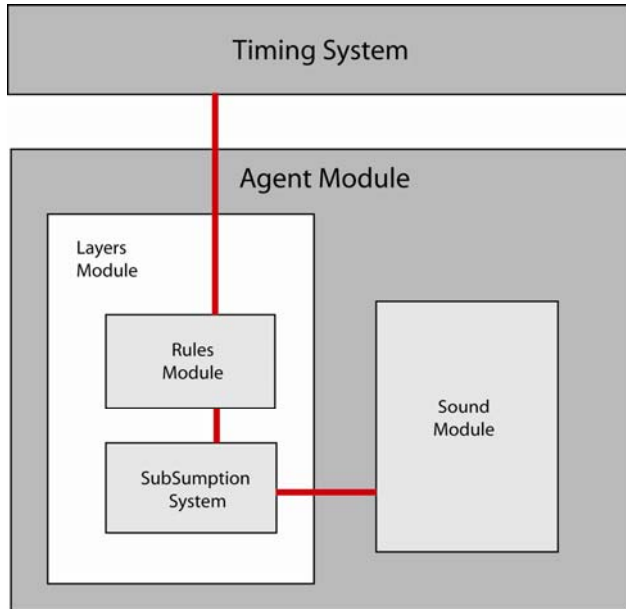 Timing System
Agent Module
Layers
Module
Rules
Module
SubSumption
System
Sound
Module